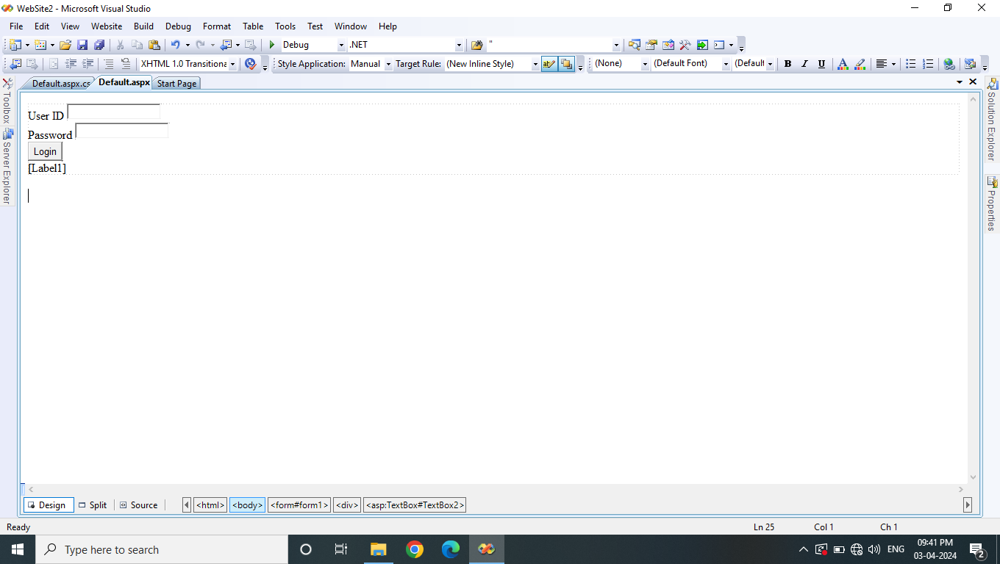 WebSite2 - Microsoft Visual Studio
File Edit View Website Build Debug Format Table Tools Test Window Help
Debug .NET "
XHTML 1.0 Transitiona Style Application: Manual Target Rule: (New Inline Style) (None) (Default Font) (Default B I U
Default.aspx.cs Default.aspx Start Page
Toolbox
Server Explorer
Solution Explorer
Properties
User ID
Password
Login
[Label1]
Design Split Source <html> <body> <form#form1> <div> <asp:TextBox#TextBox2>
Ready Ln 25 Col 1 Ch 1
Type here to search ENG 09:41 PM
03-04-2024 2